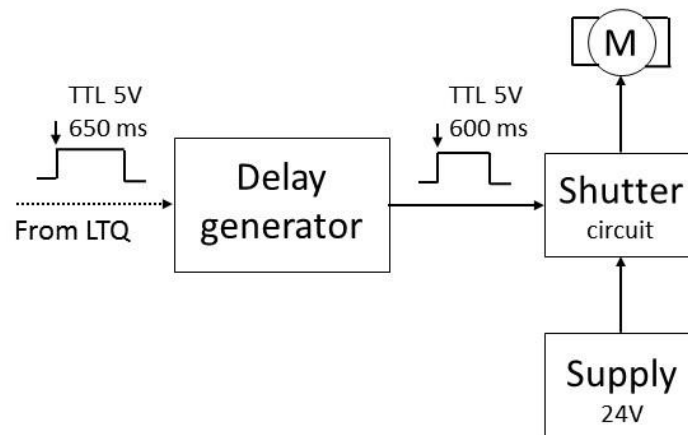 M
TTL 5V
650 ms
TTL 5V
600 ms
Delay
generator
Shutter
circuit
From LTQ
Supply
24V